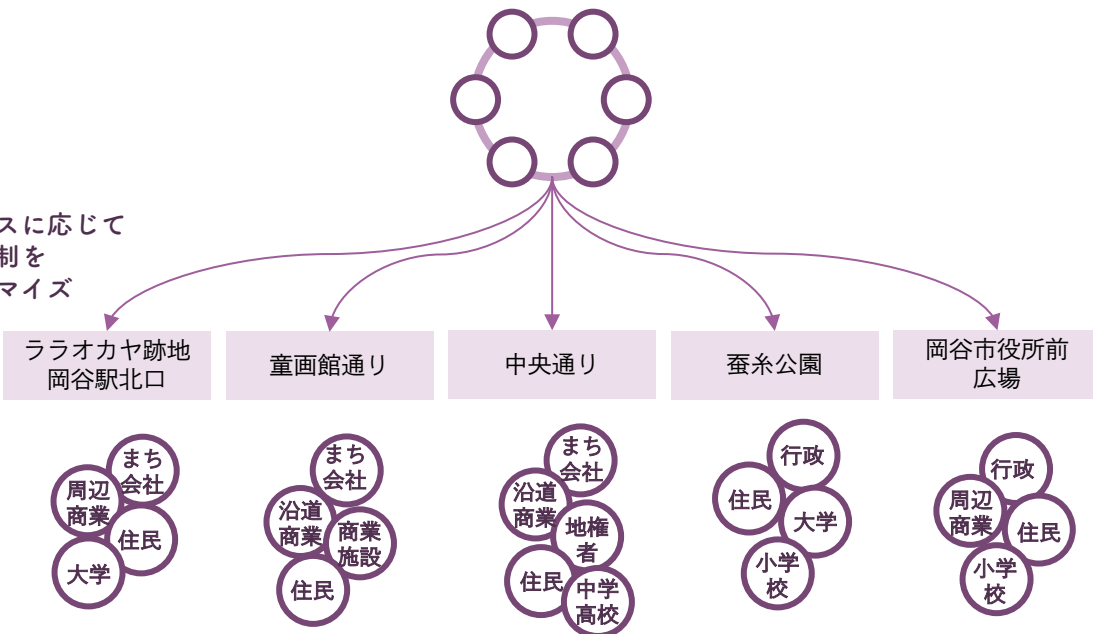 スに応じて
制を
マイズ
ララオカヤ跡地
岡谷駅北口
童画館通り
中央通り
蚕糸公園
岡谷市役所前
広場
まち
会社
周辺
商業
住民
大学
まち
会社
沿道
商業
商業
施設
住民
まち
会社
沿道
商業
地権
者
住民
中学
高校
行政
住民
大学
小学
校
行政
周辺
商業
住民
小学
校